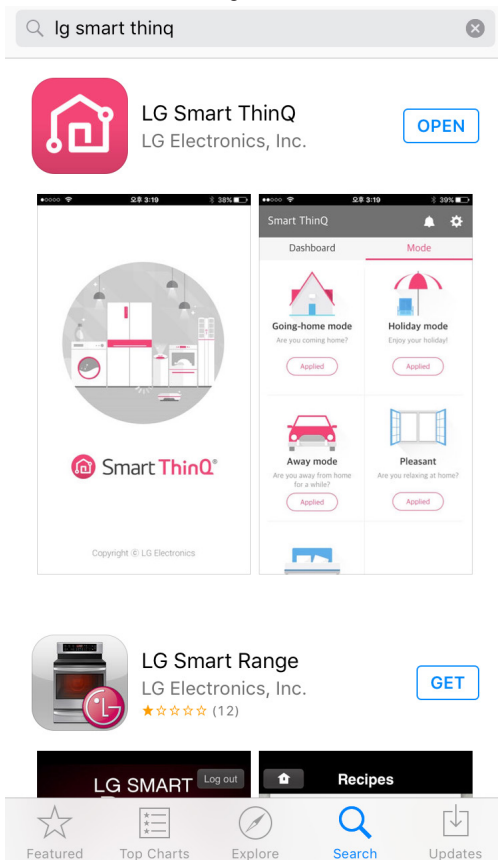 lg smart thinq
LG Smart ThinQ
LG Electronics, Inc.
OPEN
오후 3:19
38%
Smart ThinQ®
Copyright ⓒ LG Electronics
오후 3:19
39%
Smart ThinQ
Dashboard
Mode
Going-home mode
Are you coming home?
Applied
Holiday mode
Enjoy your holiday!
Applied
Away mode
Are you away from home
for a while?
Applied
Pleasant
Are you relaxing at home?
Applied
LG Smart Range
LG Electronics, Inc.
(12)
GET
LG
LG SMART
Log out
Recipes
Featured
Top Charts
Explore
Search
Updates